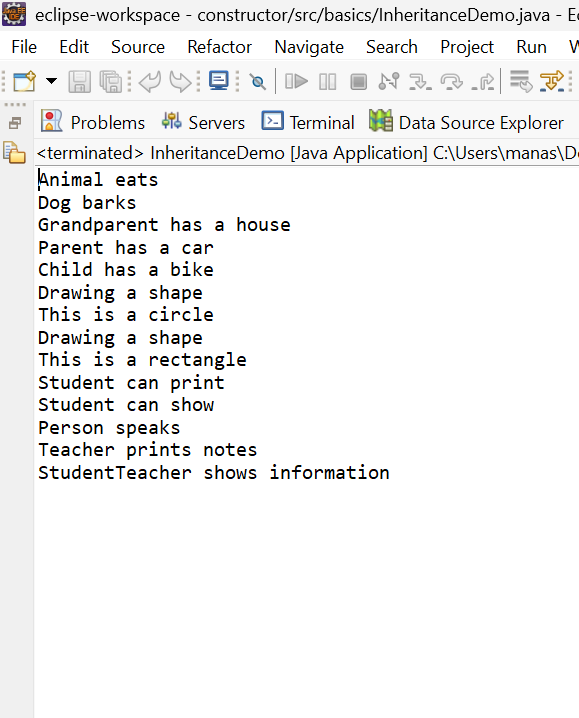 eclipse-workspace - constructor/src/basics/InheritanceDemo.java - Ec
File Edit Source Refactor Navigate Search Project Run
Problems Servers Terminal Data Source Explorer
<terminated> InheritanceDemo [Java Application] C:\Users\manas\Do
Animal eats
Dog barks
Grandparent has a house
Parent has a car
Child has a bike
Drawing a shape
This is a circle
Drawing a shape
This is a rectangle
Student can print
Student can show
Person speaks
Teacher prints notes
StudentTeacher shows information